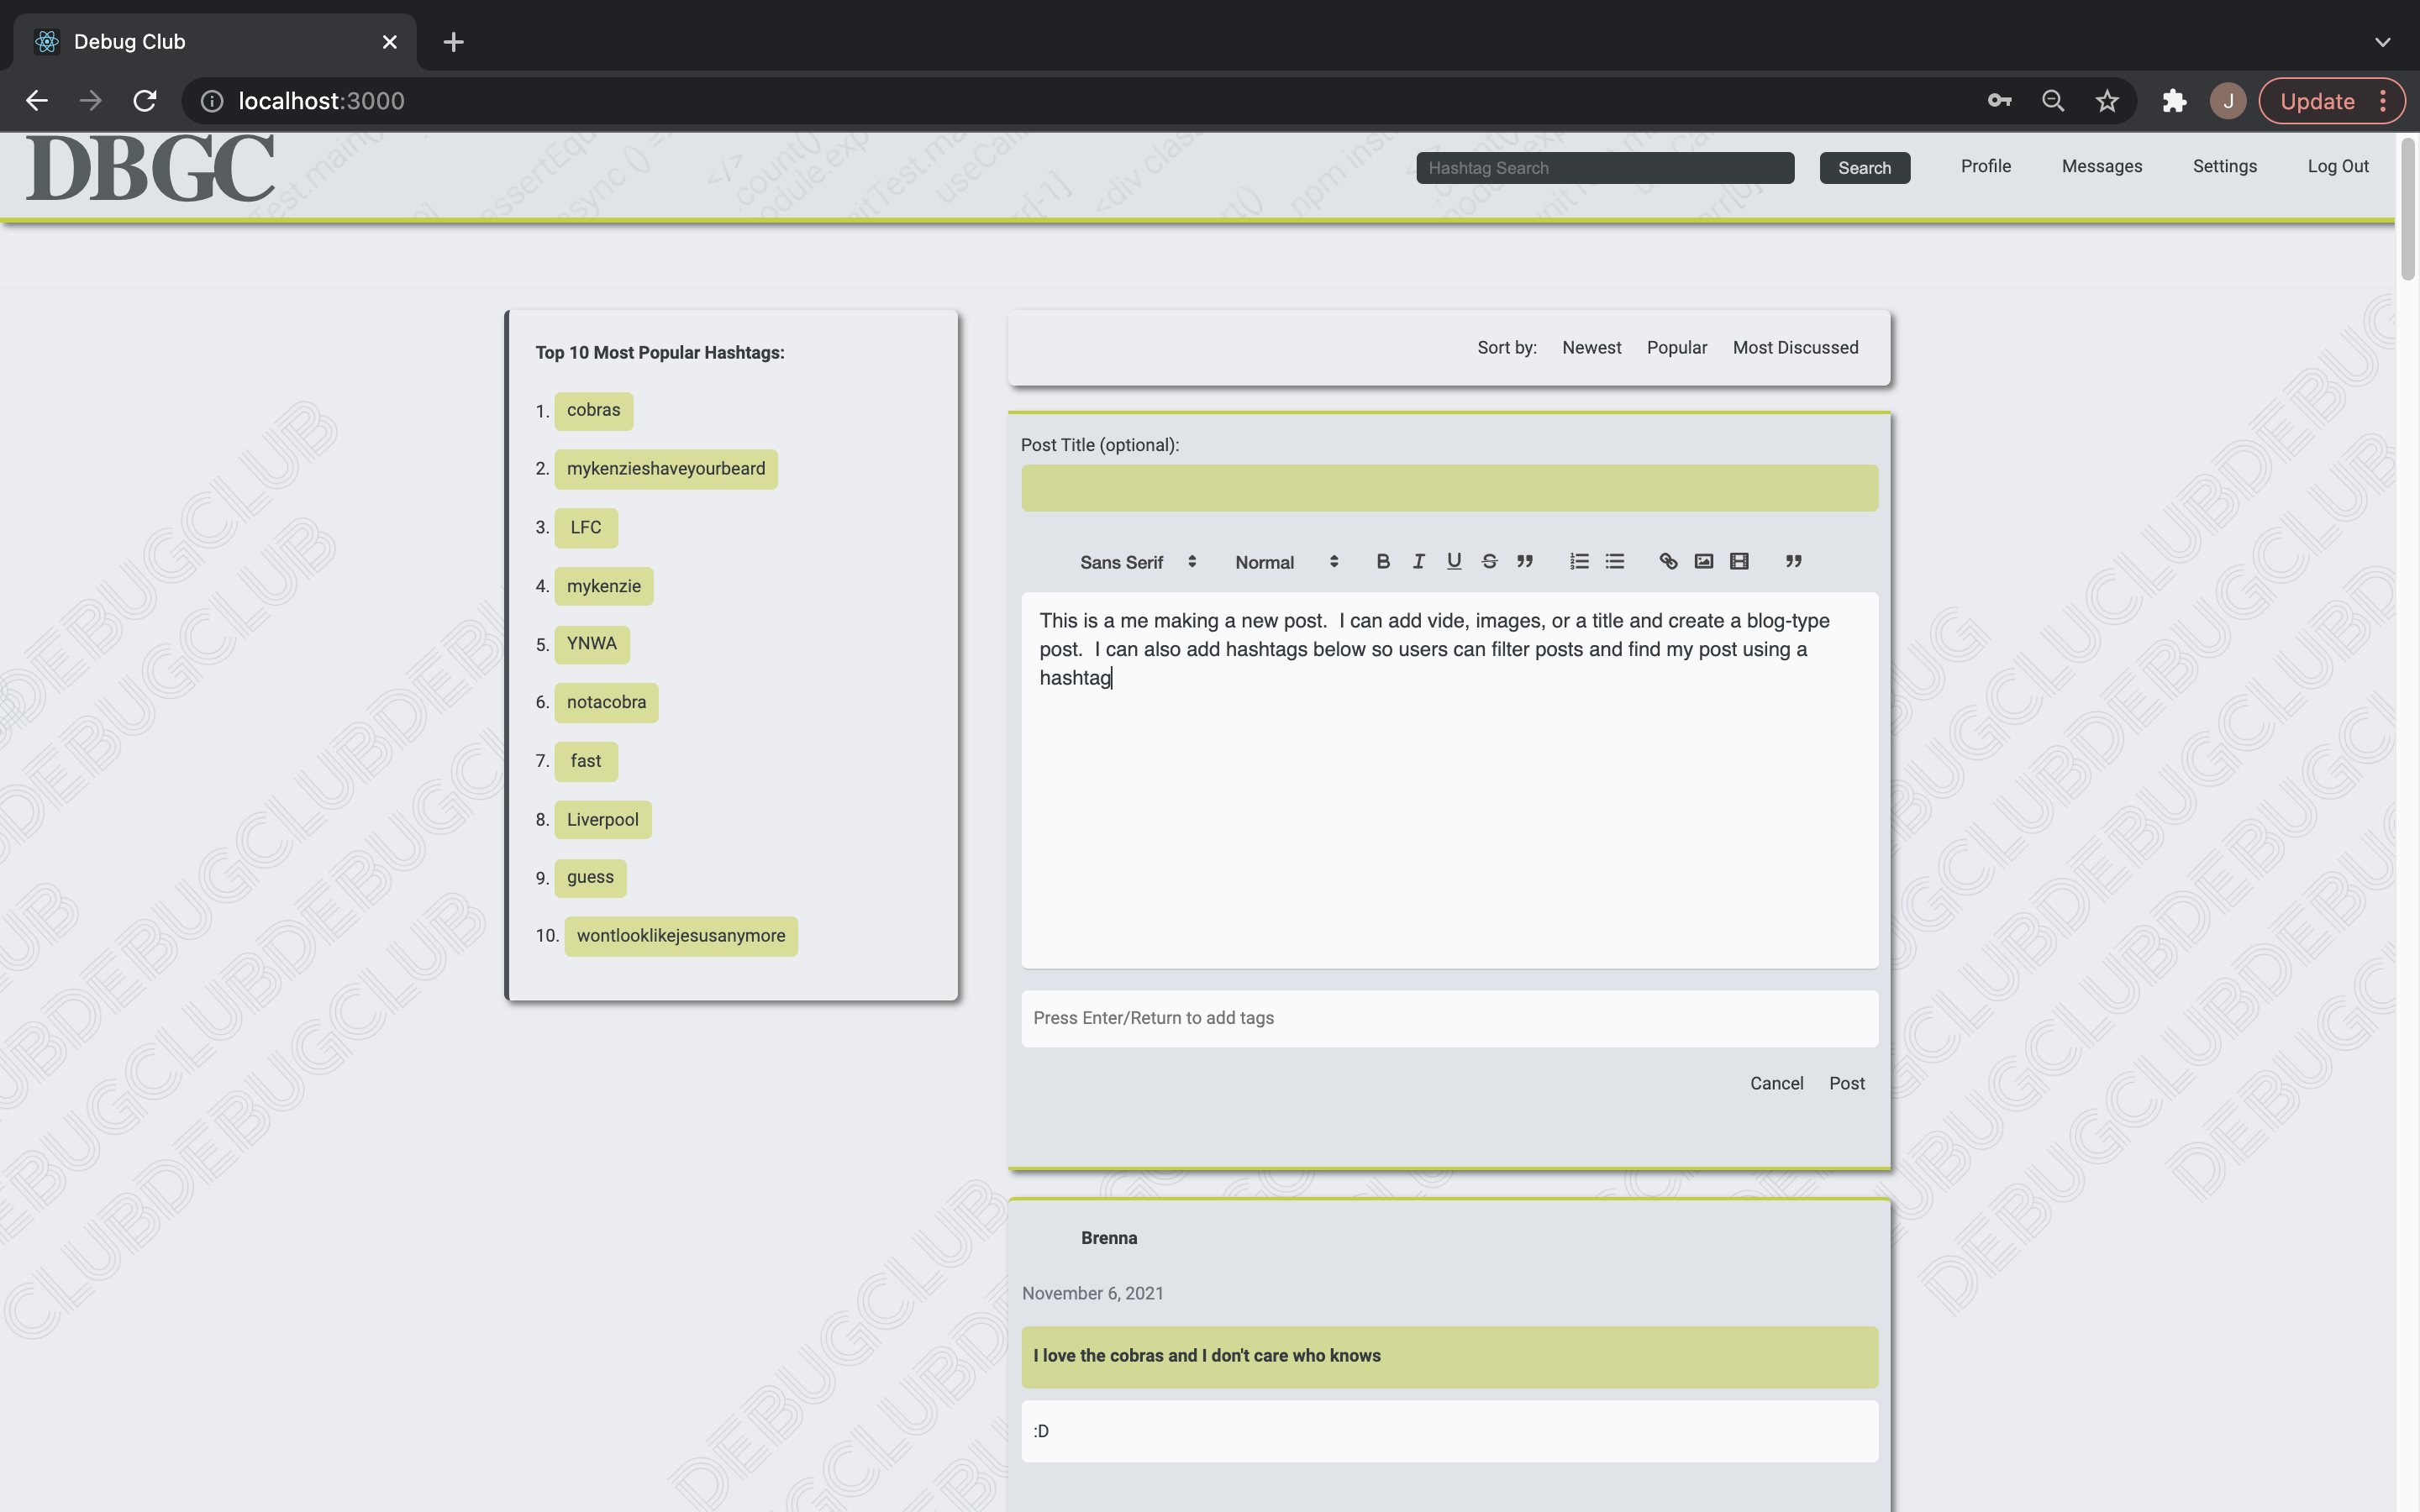 Debug Club
localhost:3000
J
Update
DBGC
Hashtag Search
Search
Profile
Messages
Settings
Log Out
Top 10 Most Popular Hashtags:
1. cobras
2. mykenzieshaveyourbeard
3. LFC
4. mykenzie
5. YNWA
6. notacobra
7. fast
8. Liverpool
9. guess
10. wontlooklikejesusanymore
Sort by: Newest Popular Most Discussed
Post Title (optional):
Sans Serif Normal B I U S
This is a me making a new post.  I can add vide, images, or a title and create a blog-type
post.  I can also add hashtags below so users can filter posts and find my post using a
hashtag
Press Enter/Return to add tags
Cancel Post
Brenna
November 6, 2021
I love the cobras and I don't care who knows
:D